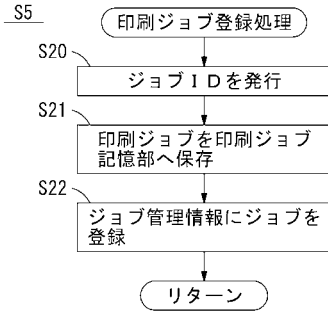 S5
印刷ジョブ登録処理
S20
ジョブIDを発行
S21
印刷ジョブを印刷ジョブ
記憶部へ保存
S22
ジョブ管理情報にジョブを
登録
リターン